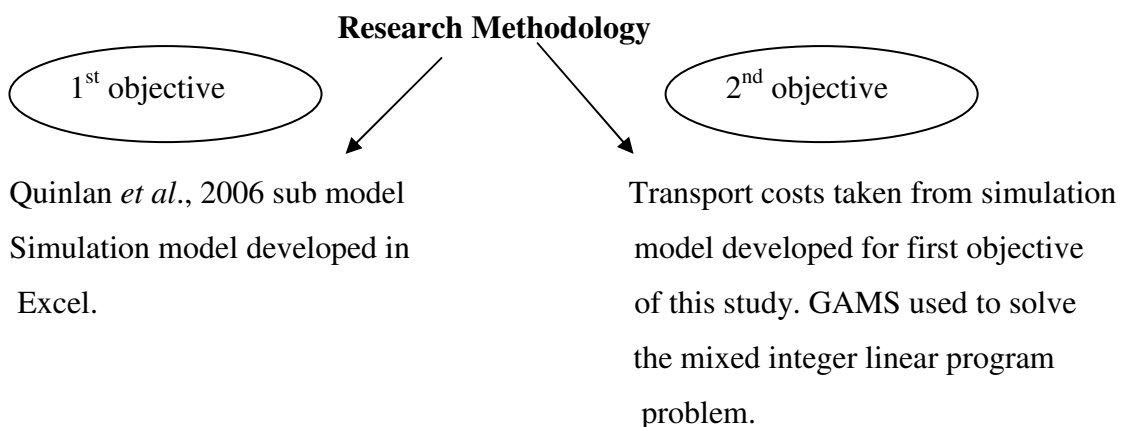 Research Methodology
1st objective
2nd objective
Quinlan et al., 2006 sub model
Simulation model developed in
Excel.
Transport costs taken from simulation
model developed for first objective
of this study. GAMS used to solve
the mixed integer linear program
problem.